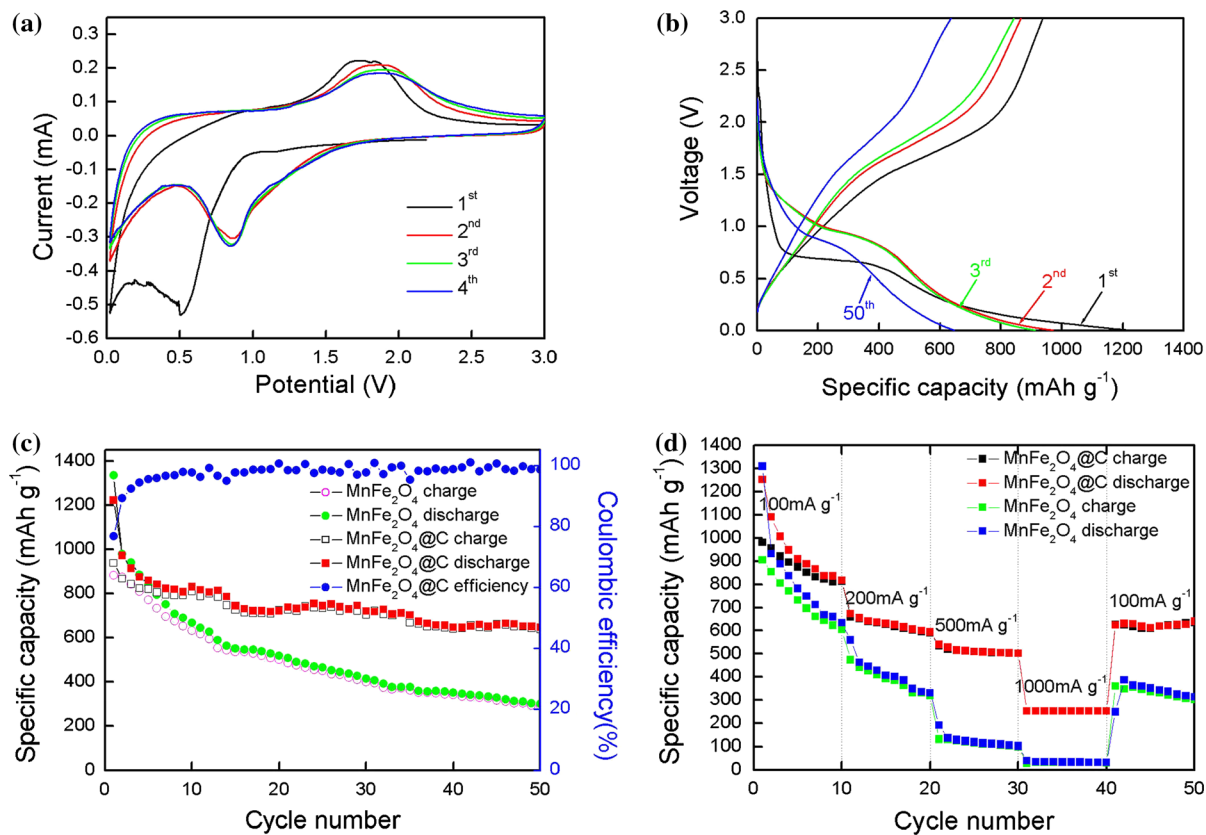 (a)
0.3
0.2
0.1
0.0
-0.1
-0.2
-0.3
-0.4
-0.5
-0.6
Current (mA)
1st
2nd
3rd
4th
0.0 0.5 1.0 1.5 2.0 2.5 3.0
Potential (V)
(b)
3.0
2.5
2.0
1.5
1.0
0.5
0.0
Voltage (V)
50th
3rd
2nd
1st
0 200 400 600 800 1000 1200 1400
Specific capacity (mAh g-1)
(c)
1400
1200
1000
800
600
400
200
0
Specific capacity (mAh g-1)
MnFe2O4 charge
MnFe2O4 discharge
MnFe2O4@C charge
MnFe2O4@C discharge
MnFe2O4@C efficiency
100
80
60
40
20
0
Coulombic efficiency(%)
0 10 20 30 40 50
Cycle number
(d)
1400
1300
1200
1100
1000
900
800
700
600
500
400
300
200
100
0
Specific capacity (mAh g-1)
MnFe2O4@C charge
MnFe2O4@C discharge
MnFe2O4 charge
MnFe2O4 discharge
100mA g-1
200mA g-1
500mA g-1
1000mA g-1
100mA g-1
0 10 20 30 40 50
Cycle number